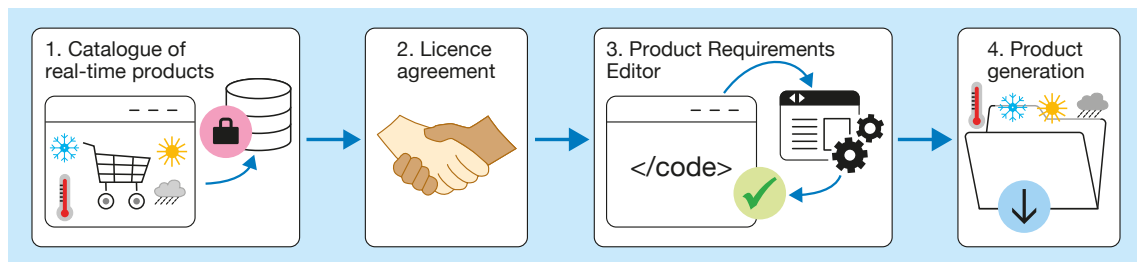 1. Catalogue of
real-time products
2. Licence
agreement
3. Product Requirements
Editor
</code>
4. Product
generation